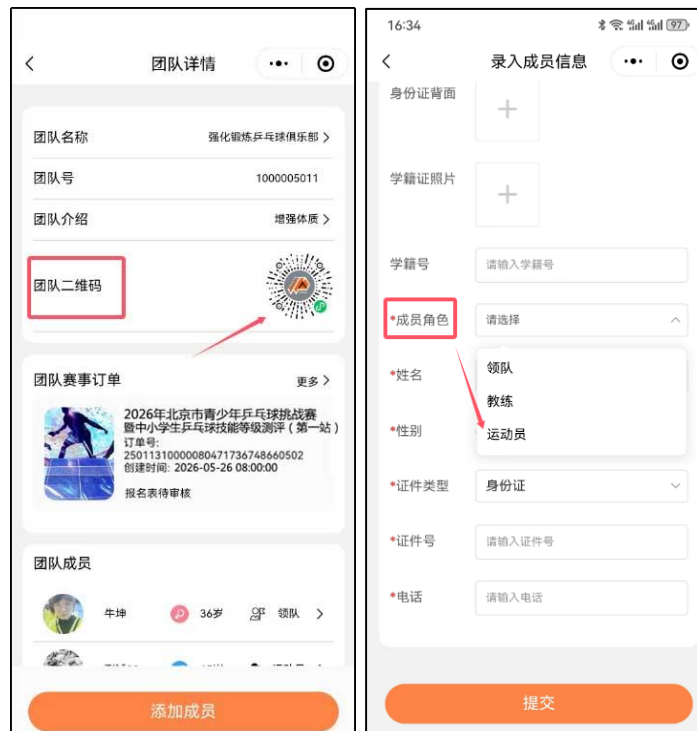 团队详情
团队名称
强化锻炼乒乓球俱乐部
团队号
1000005011
团队介绍
增强体质
团队二维码
团队赛事订单
更多
2026年北京市青少年乒乓球挑战赛
暨中小学生乒乓球技能等级测评（第一站）
订单号:
25011310000080471736748660502
创建时间: 2026-05-26 08:00:00
报名表待审核
团队成员
牛坤
36岁
领队
添加成员
16:34
97
录入成员信息
身份证背面
学籍证照片
学籍号
请输入学籍号
*成员角色
请选择
领队
*姓名
教练
*性别
运动员
*证件类型
身份证
*证件号
请输入证件号
*电话
请输入电话
提交